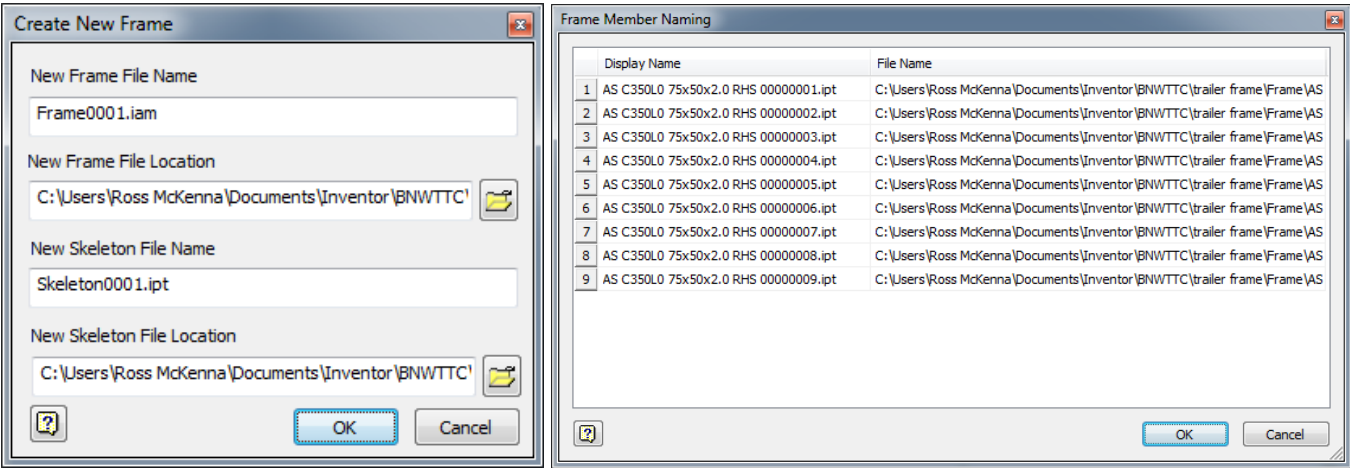 Create New Frame
New Frame File Name
Frame0001.iam
New Frame File Location
C:\Users\Ross McKenna\Documents\Inventor\BNWTTC\
New Skeleton File Name
Skeleton0001.ipt
New Skeleton File Location
C:\Users\Ross McKenna\Documents\Inventor\BNWTTC\
OK Cancel
Frame Member Naming
Display Name File Name
1 AS C350L0 75x50x2.0 RHS 00000001.ipt C:\Users\Ross McKenna\Documents\Inventor\BNWTTC\trailer frame\Frame\AS
2 AS C350L0 75x50x2.0 RHS 00000002.ipt C:\Users\Ross McKenna\Documents\Inventor\BNWTTC\trailer frame\Frame\AS
3 AS C350L0 75x50x2.0 RHS 00000003.ipt C:\Users\Ross McKenna\Documents\Inventor\BNWTTC\trailer frame\Frame\AS
4 AS C350L0 75x50x2.0 RHS 00000004.ipt C:\Users\Ross McKenna\Documents\Inventor\BNWTTC\trailer frame\Frame\AS
5 AS C350L0 75x50x2.0 RHS 00000005.ipt C:\Users\Ross McKenna\Documents\Inventor\BNWTTC\trailer frame\Frame\AS
6 AS C350L0 75x50x2.0 RHS 00000006.ipt C:\Users\Ross McKenna\Documents\Inventor\BNWTTC\trailer frame\Frame\AS
7 AS C350L0 75x50x2.0 RHS 00000007.ipt C:\Users\Ross McKenna\Documents\Inventor\BNWTTC\trailer frame\Frame\AS
8 AS C350L0 75x50x2.0 RHS 00000008.ipt C:\Users\Ross McKenna\Documents\Inventor\BNWTTC\trailer frame\Frame\AS
9 AS C350L0 75x50x2.0 RHS 00000009.ipt C:\Users\Ross McKenna\Documents\Inventor\BNWTTC\trailer frame\Frame\AS
OK Cancel